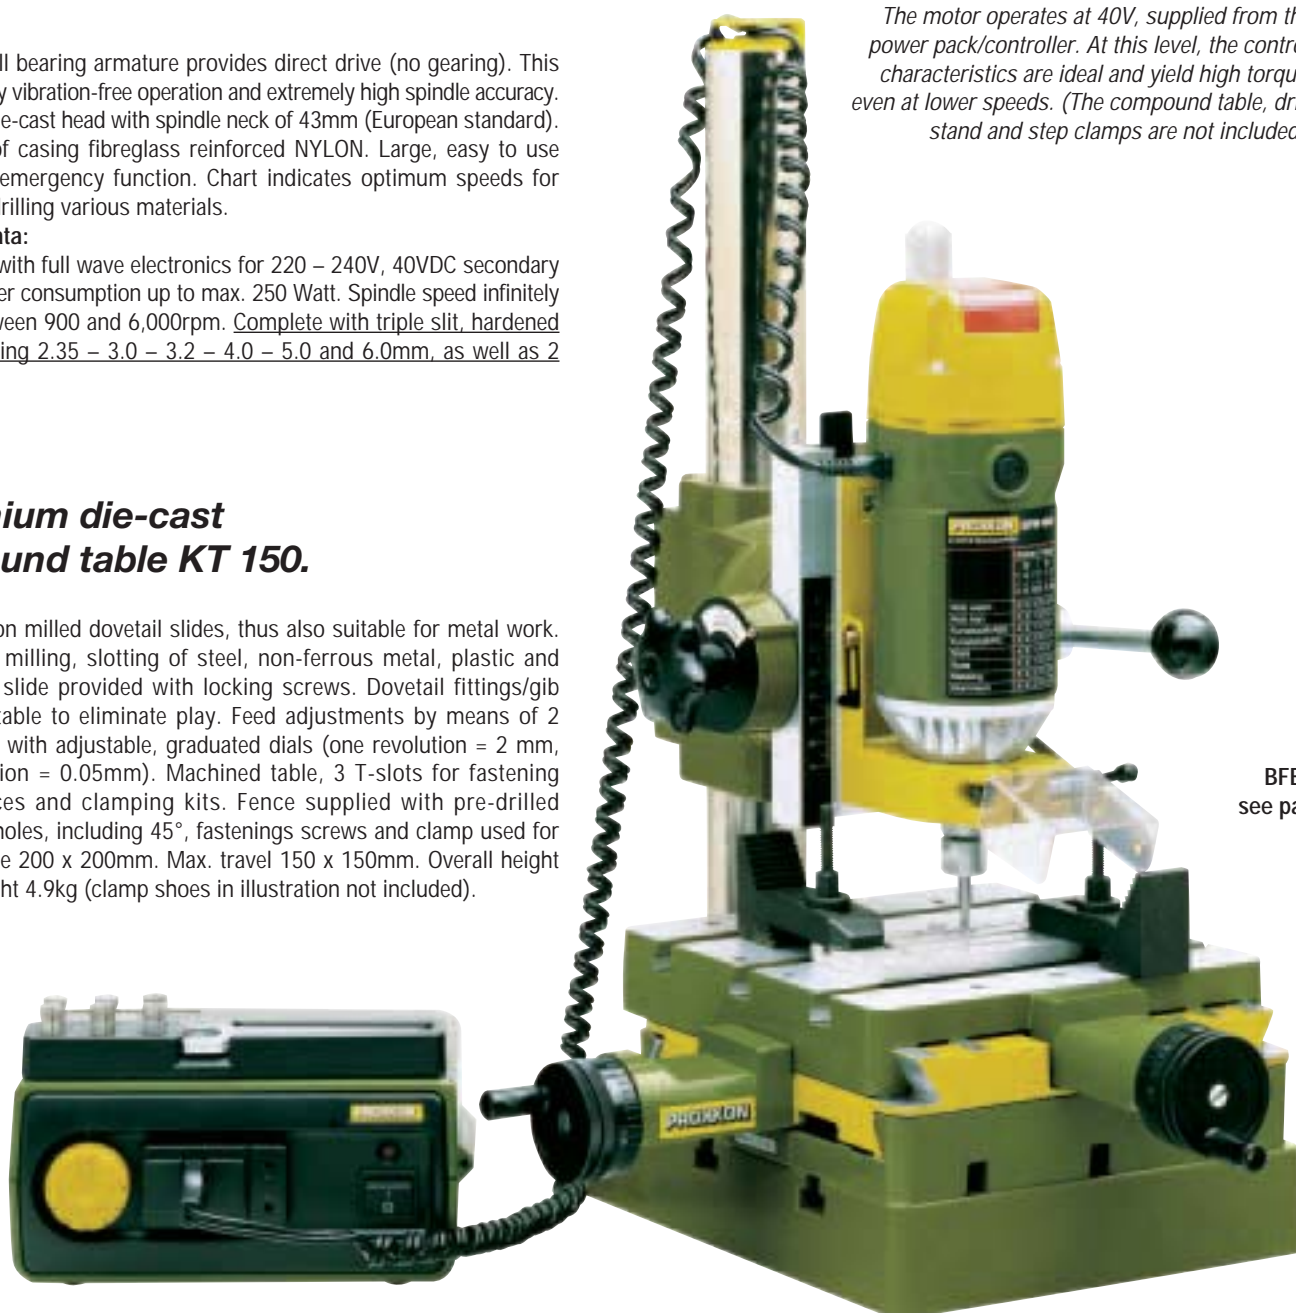 ll bearing armature provides direct drive (no gearing). This
y vibration-free operation and extremely high spindle accuracy.
e-cast head with spindle neck of 43mm (European standard).
of casing fibreglass reinforced NYLON. Large, easy to use
emergency function. Chart indicates optimum speeds for
drilling various materials.
ata:
with full wave electronics for 220 – 240V, 40VDC secondary
er consumption up to max. 250 Watt. Spindle speed infinitely
ween 900 and 6,000rpm. Complete with triple slit, hardened
ing 2.35 – 3.0 – 3.2 – 4.0 – 5.0 and 6.0mm, as well as 2
The motor operates at 40V, supplied from th
power pack/controller. At this level, the contro
characteristics are ideal and yield high torqu
even at lower speeds. (The compound table, dri
stand and step clamps are not included
nium die-cast
und table KT 150.
on milled dovetail slides, thus also suitable for metal work.
milling, slotting of steel, non-ferrous metal, plastic and
slide provided with locking screws. Dovetail fittings/gib
table to eliminate play. Feed adjustments by means of 2
with adjustable, graduated dials (one revolution = 2 mm,
ion = 0.05mm). Machined table, 3 T-slots for fastening
ces and clamping kits. Fence supplied with pre-drilled
holes, including 45°, fastenings screws and clamp used for
e 200 x 200mm. Max. travel 150 x 150mm. Overall height
ht 4.9kg (clamp shoes in illustration not included).
BFB
see pa
PROXXON
PROXXON
PROXXON